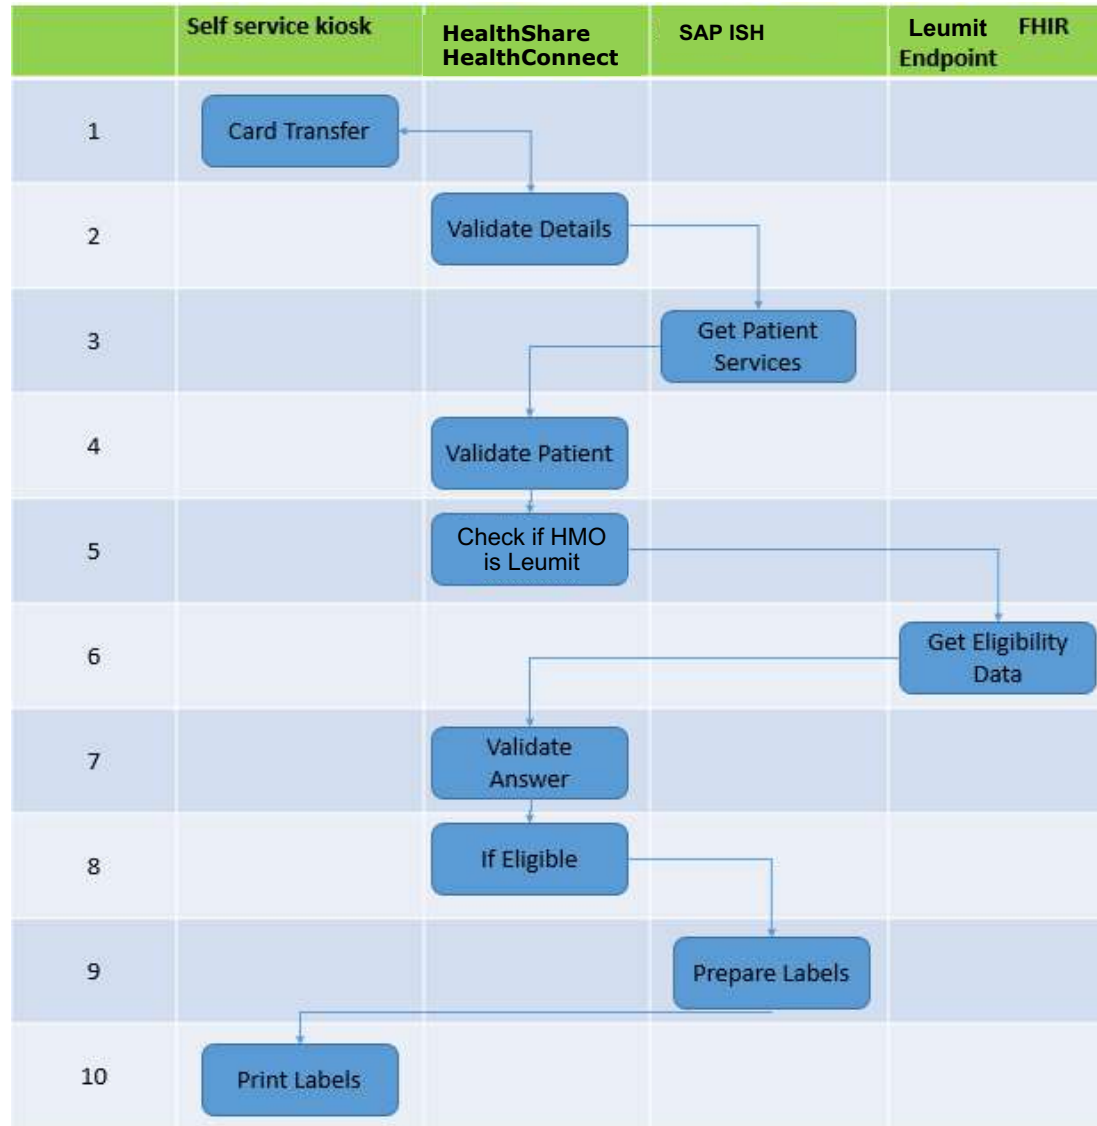 Self service kiosk
HealthShare
HealthConnect
SAP ISH
Leumit FHIR
Endpoint
1
Card Transfer
2
Validate Details
3
Get Patient
Services
4
Validate Patient
5
Check if HMO
is Leumit
6
Get Eligibility
Data
7
Validate
Answer
8
If Eligible
9
Prepare Labels
10
Print Labels